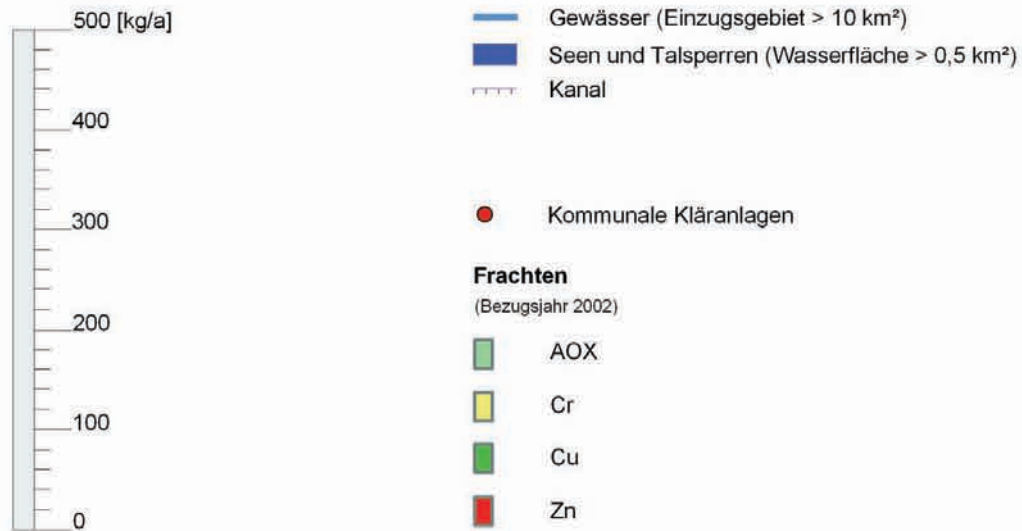 500 [kg/a]
400
300
200
100
0
Gewässer (Einzugsgebiet > 10 km²)
Seen und Talsperren (Wasserfläche > 0,5 km²)
Kanal
Kommunale Kläranlagen
Frachten
(Bezugsjahr 2002)
AOX
Cr
Cu
Zn